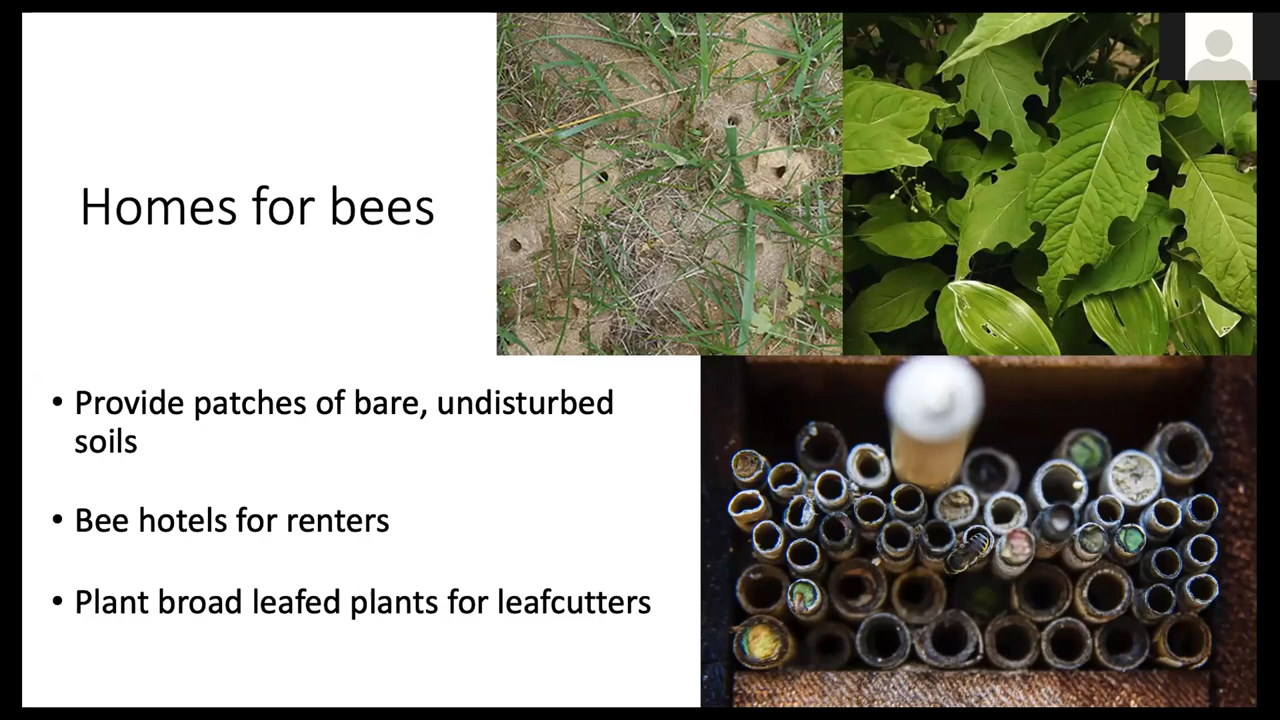 Homes for bees
• Provide patches of bare, undisturbed
soils
• Bee hotels for renters
• Plant broad leafed plants for leafcutters